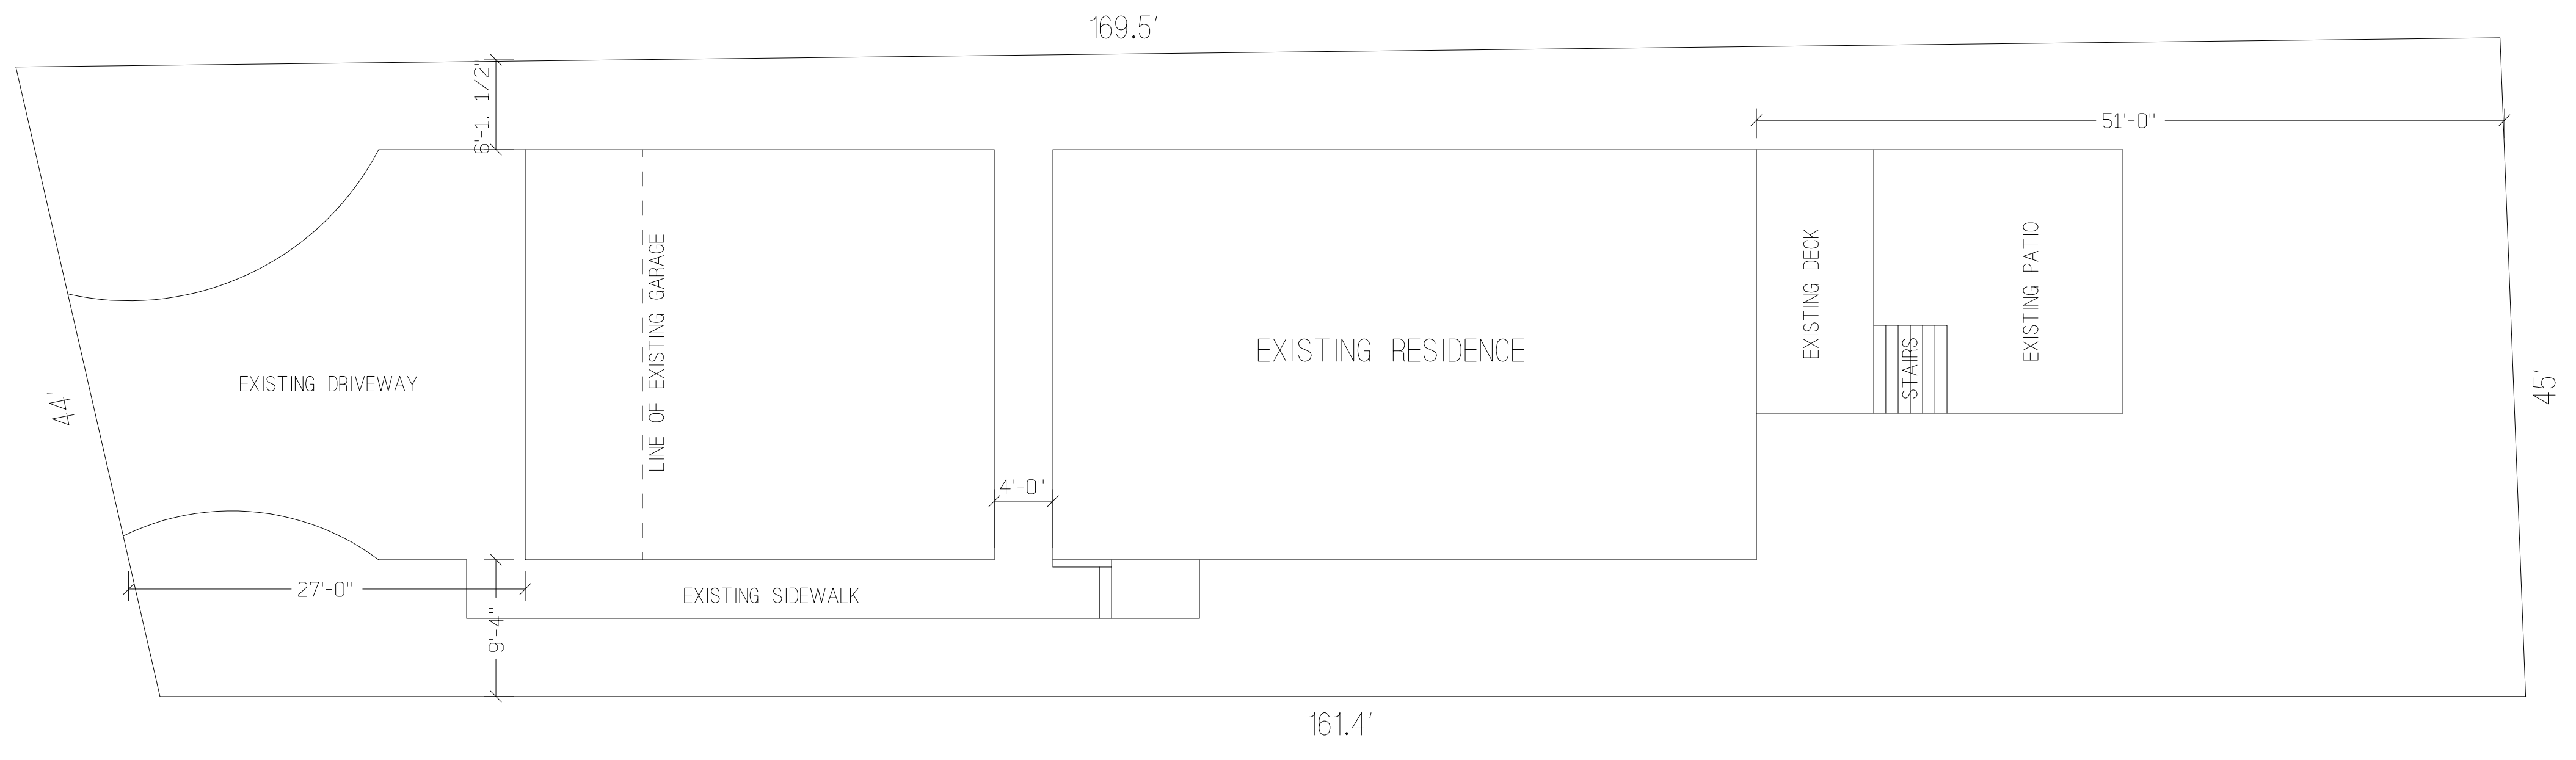 169.5'
6'-1. 1/2"
51'-0"
LINE OF EXISTING GARAGE
EXISTING DECK
EXISTING PATIO
EXISTING RESIDENCE
STAIRS
EXISTING DRIVEWAY
44'
45'
4'-0"
27'-0"
EXISTING SIDEWALK
9'-4"
161.4'